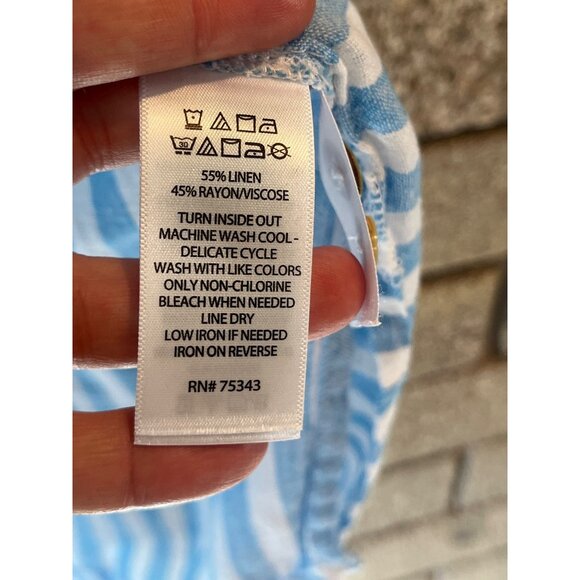 30
55% LINEN
45% RAYON/VISCOSE
TURN INSIDE OUT
MACHINE WASH COOL -
DELICATE CYCLE
WASH WITH LIKE COLORS
ONLY NON-CHLORINE
BLEACH WHEN NEEDED
LINE DRY
LOW IRON IF NEEDED
IRON ON REVERSE
RN# 75343